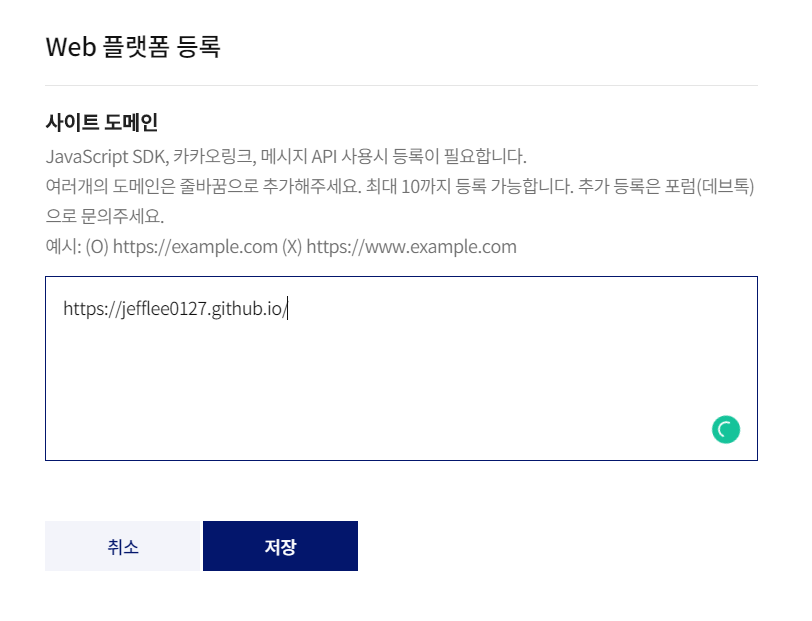 Web 플랫폼 등록
사이트 도메인
JavaScript SDK, 카카오링크, 메시지 API 사용시 등록이 필요합니다.
여러개의 도메인은 줄바꿈으로 추가해주세요. 최대 10까지 등록 가능합니다. 추가 등록은 포럼(데브톡)
으로 문의주세요.
예시: (O) https://example.com (X) https://www.example.com
https://jefflee0127.github.io/
취소
저장